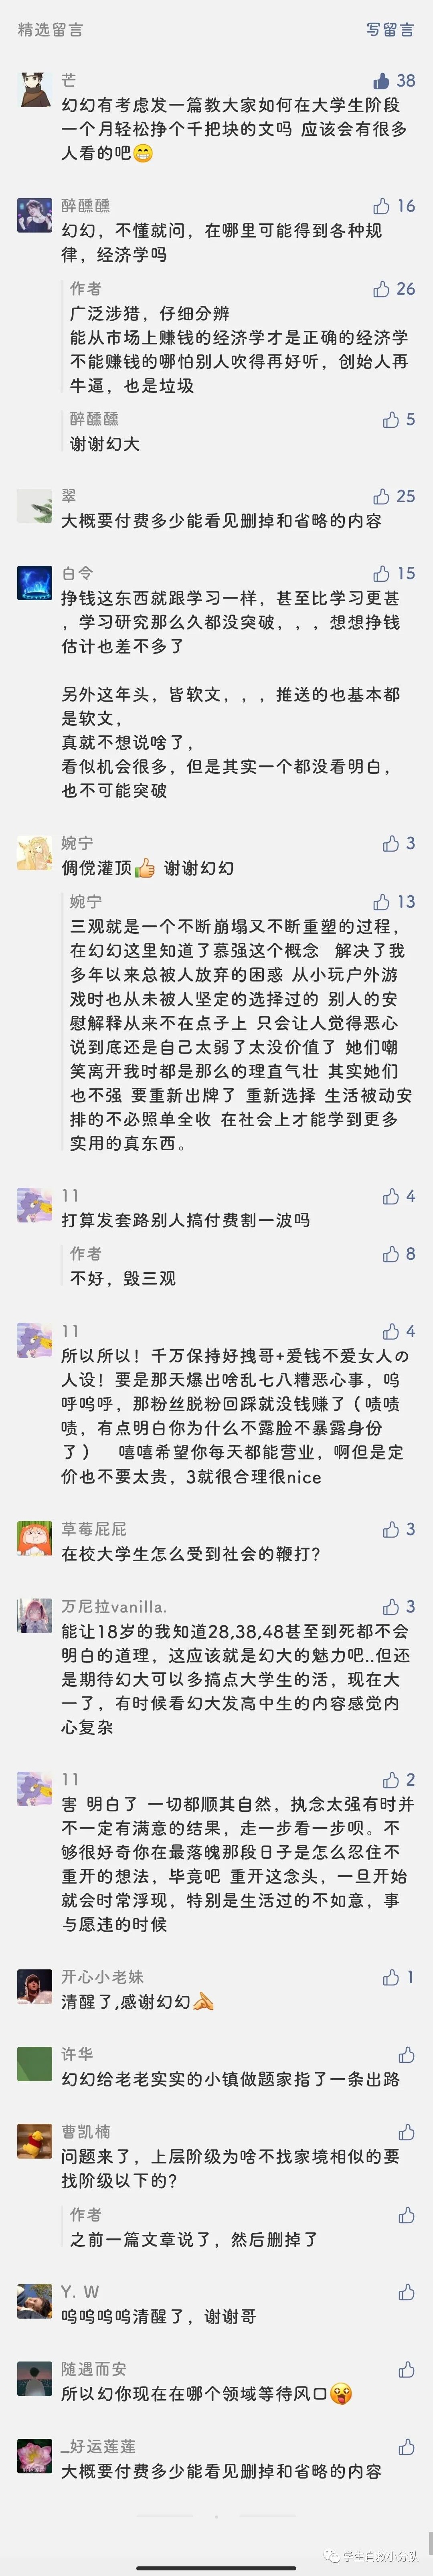 精选留言
写留言
芒
38
幻幻有考虑发一篇教大家如何在大学生阶段
一个月轻松挣个千把块的文吗 应该会有很多
人看的吧😁
醉醺醺
16
幻幻，不懂就问，在哪里可能得到各种规
律，经济学吗
作者
26
广泛涉猎，仔细分辨
能从市场上赚钱的经济学才是正确的经济学
不能赚钱的哪怕别人吹得再好听，创始人再
牛逼，也是垃圾
醉醺醺
5
谢谢幻大
翠
25
大概要付费多少能看见删掉和省略的内容
白令
15
挣钱这东西就跟学习一样，甚至比学习更甚
，学习研究那么久都没突破，，，想想挣钱
估计也差不多了
另外这年头，皆软文，，，推送的也基本都
是软文，
真就不想说啥了，
看似机会很多，但是其实一个都没看明白，
也不可能突破
婉宁
3
倜傥灌顶👍 谢谢幻幻
婉宁
13
三观就是一个不断崩塌又不断重塑的过程，
在幻幻这里知道了慕强这个概念 解决了我
多年以来总被人放弃的困惑 从小玩户外游
戏时也从未被人坚定的选择过的 别人的安
慰解释从来不在点子上 只会让人觉得恶心
说到底还是自己太弱了太没价值了 她们嘲
笑离开我时都是那么的理直气壮 其实她们
也不强 要重新出牌了 重新选择 生活被动安
排的不必照单全收 在社会上才能学到更多
实用的真东西。
11
4
打算发套路别人搞付费割一波吗
作者
8
不好，毁三观
11
4
所以所以！千万保持好拽哥+爱钱不爱女人の
人设！要是那天爆出啥乱七八糟恶心事，呜
呼呜呼，那粉丝脱粉回踩就没钱赚了（啧啧
啧，有点明白你为什么不露脸不暴露身份
了） 嘻嘻希望你每天都能营业，啊但是定
价也不要太贵，3就很合理很nice
草莓屁屁
3
在校大学生怎么受到社会的鞭打？
万尼拉vanilla.
3
能让18岁的我知道28,38,48甚至到死都不会
明白的道理，这应该就是幻大的魅力吧..但还
是期待幻大可以多搞点大学生的活，现在大
一了，有时候看幻大发高中生的内容感觉内
心复杂
11
2
害 明白了 一切都顺其自然，执念太强有时并
不一定有满意的结果，走一步看一步呗。不
够很好奇你在最落魄那段日子是怎么忍住不
重开的想法，毕竟吧 重开这念头，一旦开始
就会时常浮现，特别是生活过的不如意，事
与愿违的时候
开心小老妹
1
清醒了,感谢幻幻🙏
许华
幻幻给老老实实的小镇做题家指了一条出路
曹凯楠
问题来了，上层阶级为啥不找家境相似的要
找阶级以下的？
作者
之前一篇文章说了，然后删掉了
Y. W
呜呜呜呜清醒了，谢谢哥
随遇而安
所以幻你现在在哪个领域等待风口😲
_好运莲莲
大概要付费多少能看见删掉和省略的内容
学生自救小分队